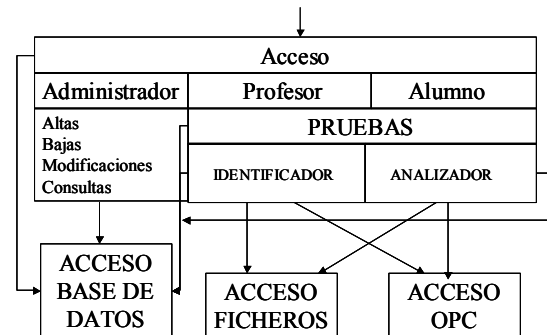 Acceso
Administrador
Profesor
Alumno
Altas
Bajas
Modificaciones
Consultas
PRUEBAS
IDENTIFICADOR
ANALIZADOR
ACCESO
BASE DE
DATOS
ACCESO
FICHEROS
ACCESO
OPC